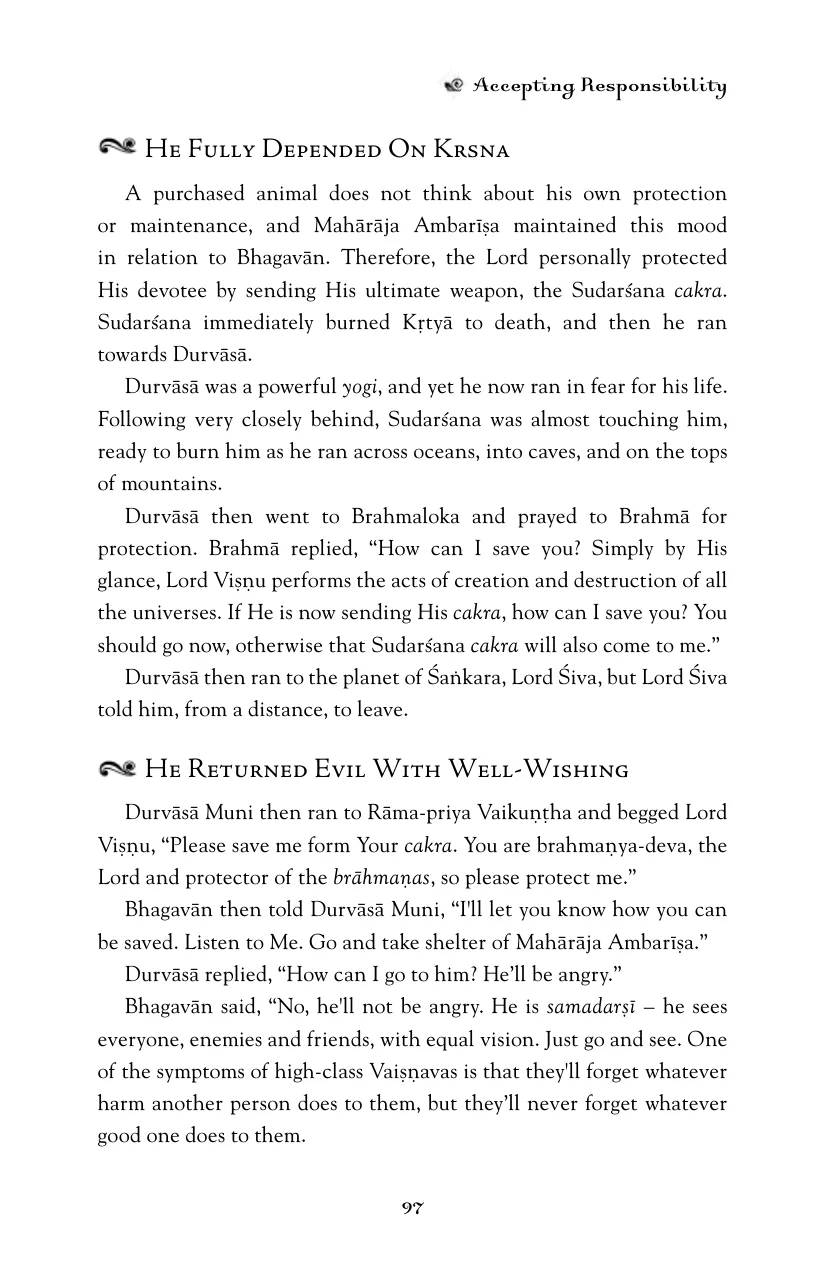 Accepting Responsibility
He Fully Depended On Krsna
A purchased animal does not think about his own protection
or maintenance, and Mahārāja Ambarīṣa maintained this mood
in relation to Bhagavān. Therefore, the Lord personally protected
His devotee by sending His ultimate weapon, the Sudarśana cakra.
Sudarśana immediately burned Kṛtyā to death, and then he ran
towards Durvāsā.
Durvāsā was a powerful yogi, and yet he now ran in fear for his life.
Following very closely behind, Sudarśana was almost touching him,
ready to burn him as he ran across oceans, into caves, and on the tops
of mountains.
Durvāsā then went to Brahmaloka and prayed to Brahmā for
protection. Brahmā replied, “How can I save you? Simply by His
glance, Lord Viṣṇu performs the acts of creation and destruction of all
the universes. If He is now sending His cakra, how can I save you? You
should go now, otherwise that Sudarśana cakra will also come to me.”
Durvāsā then ran to the planet of Śaṅkara, Lord Śiva, but Lord Śiva
told him, from a distance, to leave.
He Returned Evil With Well-Wishing
Durvāsā Muni then ran to Rāma-priya Vaikuṇṭha and begged Lord
Viṣṇu, “Please save me form Your cakra. You are brahmaṇya-deva, the
Lord and protector of the brāhmaṇas, so please protect me.”
Bhagavān then told Durvāsā Muni, “I'll let you know how you can
be saved. Listen to Me. Go and take shelter of Mahārāja Ambarīṣa.”
Durvāsā replied, “How can I go to him? He’ll be angry.”
Bhagavān said, “No, he'll not be angry. He is samadarṣī – he sees
everyone, enemies and friends, with equal vision. Just go and see. One
of the symptoms of high-class Vaiṣṇavas is that they'll forget whatever
harm another person does to them, but they’ll never forget whatever
good one does to them.
97